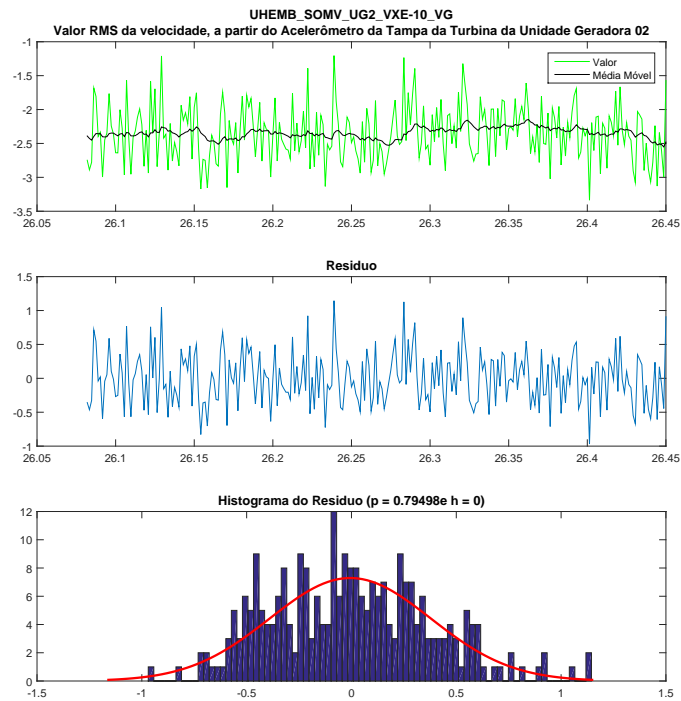 UHEMB_SOMV_UG2_VXE-10_VG
Valor RMS da velocidade, a partir do Acelerômetro da Tampa da Turbina da Unidade Geradora 02
-1
-1.5
-2
-2.5
-3
-3.5
Valor
Média Móvel
26.05 26.1 26.15 26.2 26.25 26.3 26.35 26.4 26.45
Residuo
1.5
1
0.5
0
-0.5
-1
26.05 26.1 26.15 26.2 26.25 26.3 26.35 26.4 26.45
Histograma do Residuo (p = 0.79498e h = 0)
12
10
8
6
4
2
0
-1.5 -1 -0.5 0 0.5 1 1.5